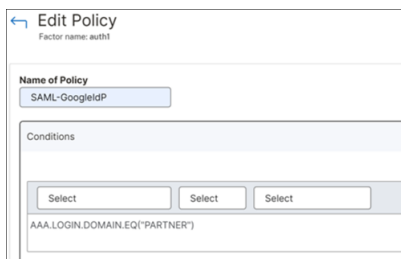 Edit Policy
Factor name: auth1
Name of Policy
SAML-GoogleIdP
Conditions
Select Select Select
AAA.LOGIN.DOMAIN.EQ("PARTNER")